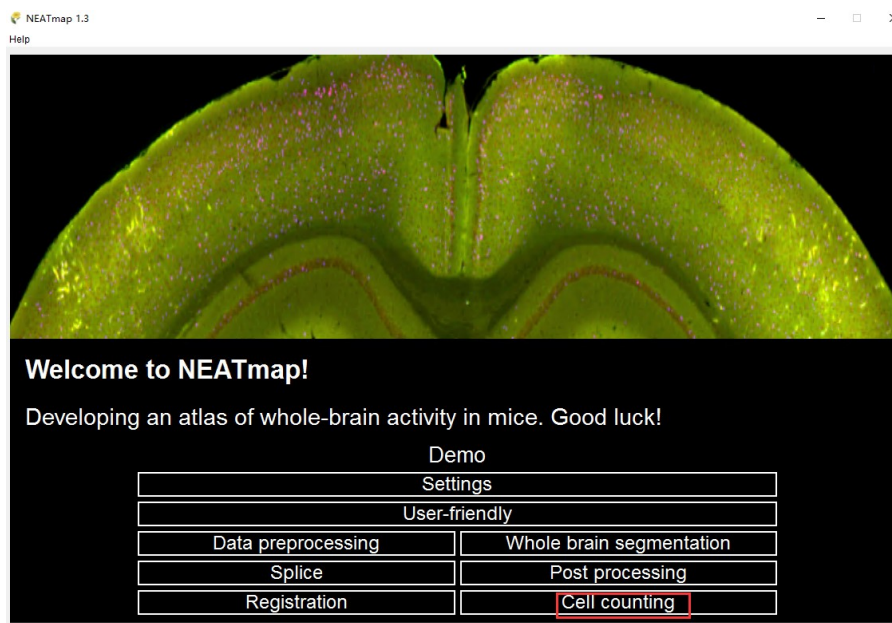 NEATmap 1.3
Help
Welcome to NEATmap!
Developing an atlas of whole-brain activity in mice. Good luck!
Demo
Settings
User-friendly
Data preprocessing
Whole brain segmentation
Splice
Post processing
Registration
Cell counting